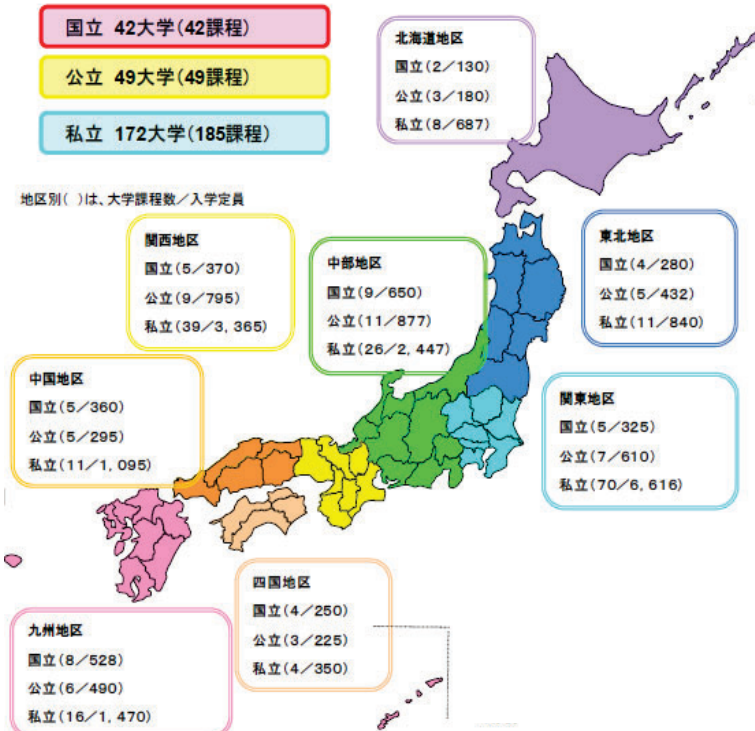 国立 42大学(42課程)
公立 49大学(49課程)
私立 172大学(185課程)
地区別( )は、大学課程数/入学定員
北海道地区
国立(2/130)
公立(3/180)
私立(8/687)
東北地区
国立(4/280)
公立(5/432)
私立(11/840)
関西地区
国立(5/370)
公立(9/795)
私立(39/3, 365)
中部地区
国立(9/650)
公立(11/877)
私立(26/2, 447)
中国地区
国立(5/360)
公立(5/295)
私立(11/1, 095)
関東地区
国立(5/325)
公立(7/610)
私立(70/6, 616)
四国地区
国立(4/250)
公立(3/225)
私立(4/350)
九州地区
国立(8/528)
公立(6/490)
私立(16/1, 470)